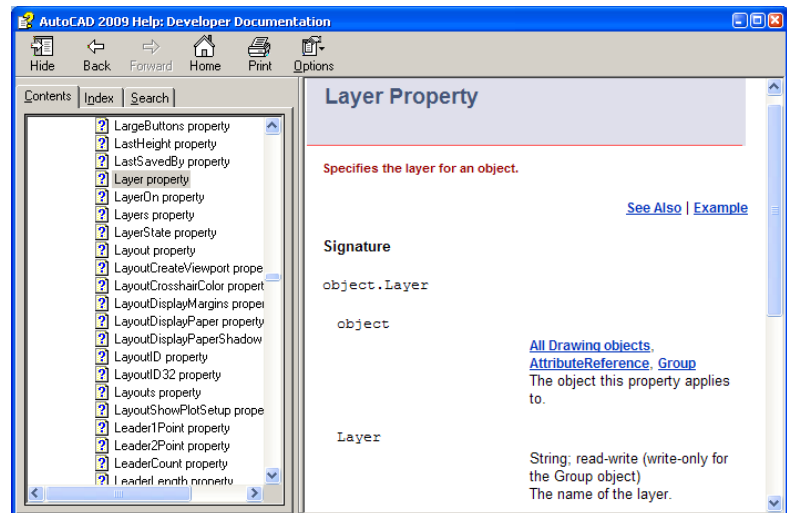 AutoCAD 2009 Help: Developer Documentation
Hide Back Forward Home Print Options
Contents Index Search
LargeButtons property
LastHeight property
LastSavedBy property
Layer property
LayerOn property
Layers property
LayerState property
Layout property
LayoutCreateViewport prope
LayoutCrosshairColor propert
LayoutDisplayMargins proper
LayoutDisplayPaper property
LayoutDisplayPaperShadow
LayoutID property
LayoutID32 property
Layouts property
LayoutShowPlotSetup prope
Leader1Point property
Leader2Point property
LeaderCount property
LeaderLength property
Layer Property
Specifies the layer for an object.
See Also | Example
Signature
object.Layer
object
All Drawing objects,
AttributeReference, Group
The object this property applies
to.
Layer
String; read-write (write-only for
the Group object)
The name of the layer.